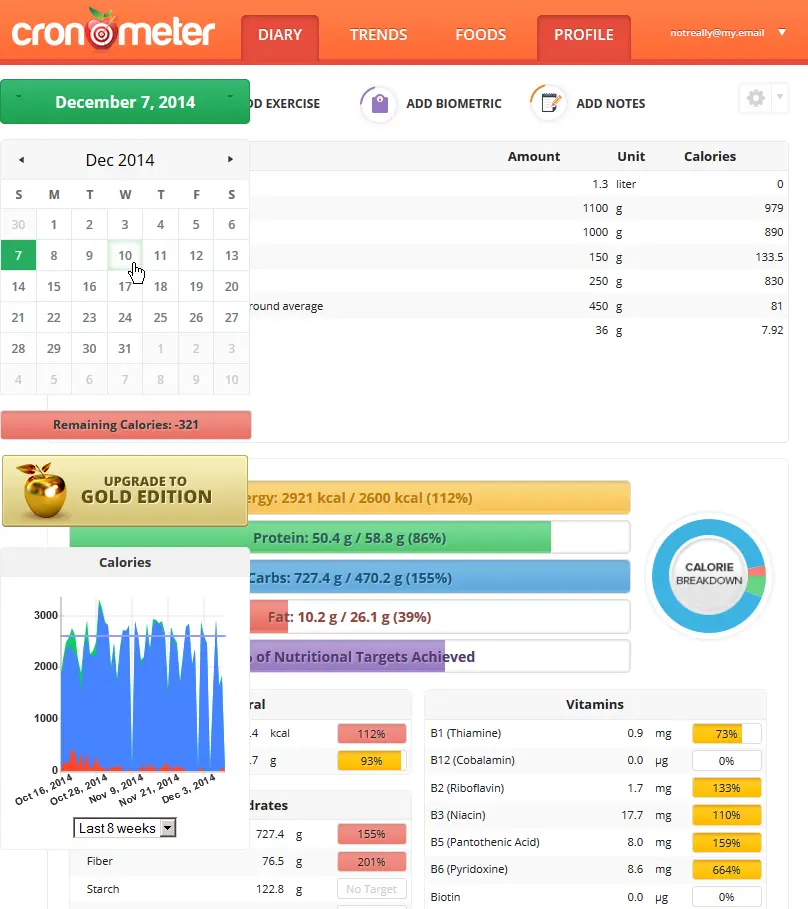 cronometer
DIARY TRENDS FOODS PROFILE notreally@my.email
December 7, 2014 DD EXERCISE ADD BIOMETRIC ADD NOTES
Dec 2014
S M T W T F S
30 1 2 3 4 5 6
7 8 9 10 11 12 13
14 15 16 17 18 19 20
21 22 23 24 25 26 27
28 29 30 31 1 2 3
4 5 6 7 8 9 10
Amount Unit Calories
1.3 liter 0
1100 g 979
1000 g 890
150 g 133.5
250 g 830
round average 450 g 81
36 g 7.92
Remaining Calories: -321
UPGRADE TO
GOLD EDITION
ergy: 2921 kcal / 2600 kcal (112%)
Protein: 50.4 g / 58.8 g (86%)
Carbs: 727.4 g / 470.2 g (155%)
Fat: 10.2 g / 26.1 g (39%)
% of Nutritional Targets Achieved
CALORIE
BREAKDOWN
Calories
3000
2000
1000
0
Oct 16, 2014 Oct 28, 2014 Nov 9, 2014 Nov 21, 2014 Dec 3, 2014
Last 8 weeks
ral
.4 kcal 112%
.7 g 93%
drates
727.4 g 155%
Fiber 76.5 g 201%
Starch 122.8 g No Target
Vitamins
B1 (Thiamine) 0.9 mg 73%
B12 (Cobalamin) 0.0 µg 0%
B2 (Riboflavin) 1.7 mg 133%
B3 (Niacin) 17.7 mg 110%
B5 (Pantothenic Acid) 8.0 mg 159%
B6 (Pyridoxine) 8.6 mg 664%
Biotin 0.0 µg 0%